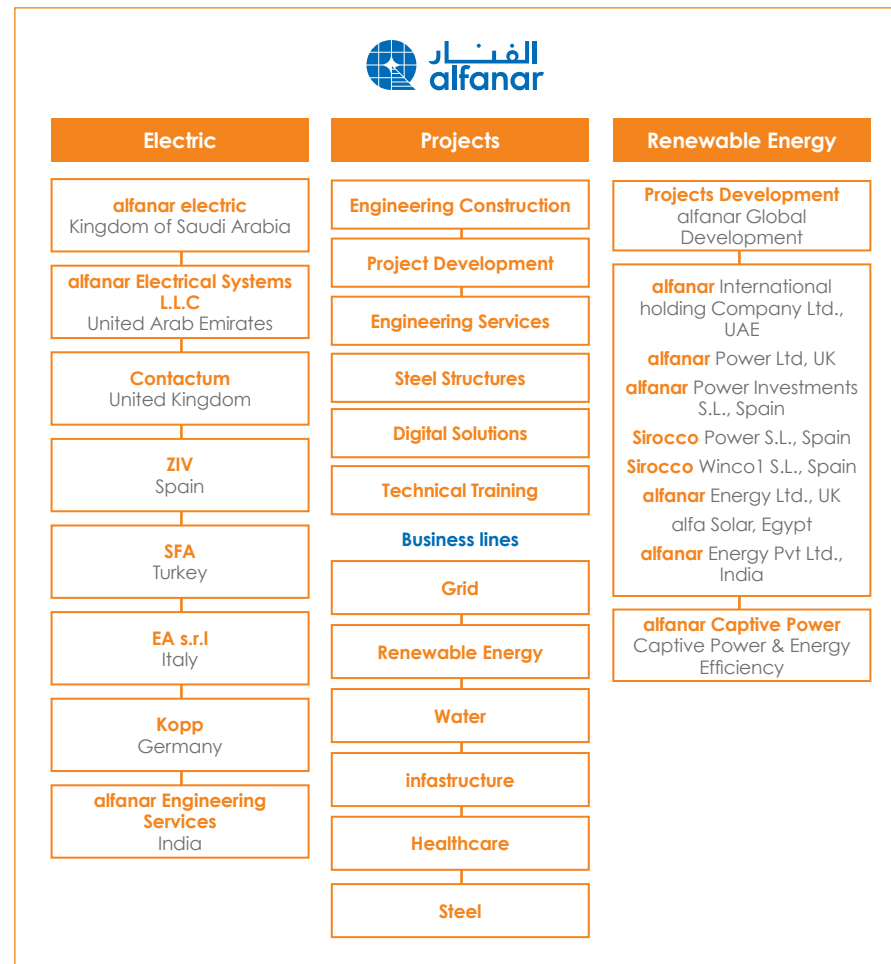 الفنار
alfanar
Electric
alfanar electric
Kingdom of Saudi Arabia
alfanar Electrical Systems
L.L.C
United Arab Emirates
Contactum
United Kingdom
ZIV
Spain
SFA
Turkey
EA s.r.l
Italy
Kopp
Germany
alfanar Engineering
Services
India
Projects
Engineering Construction
Project Development
Engineering Services
Steel Structures
Digital Solutions
Technical Training
Business lines
Grid
Renewable Energy
Water
infastructure
Healthcare
Steel
Renewable Energy
Projects Development
alfanar Global
Development
alfanar International
holding Company Ltd.,
UAE
alfanar Power Ltd, UK
alfanar Power Investments
S.L., Spain
Sirocco Power S.L., Spain
Sirocco Winco1 S.L., Spain
alfanar Energy Ltd., UK
alfa Solar, Egypt
alfanar Energy Pvt Ltd.,
India
alfanar Captive Power
Captive Power & Energy
Efficiency